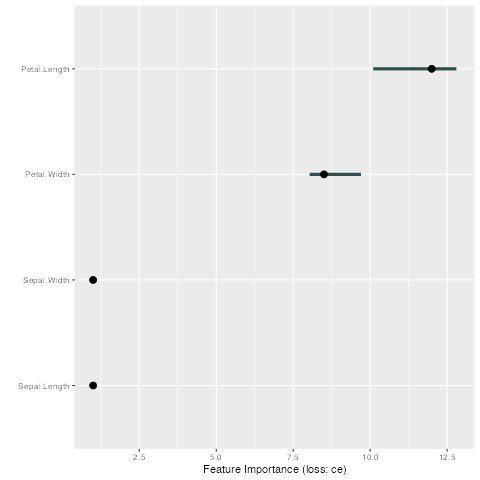 Petal.Length
Petal.Width
Sepal.Width
Sepal.Length
2.5 5.0 7.5 10.0 12.5
Feature Importance (loss: ce)